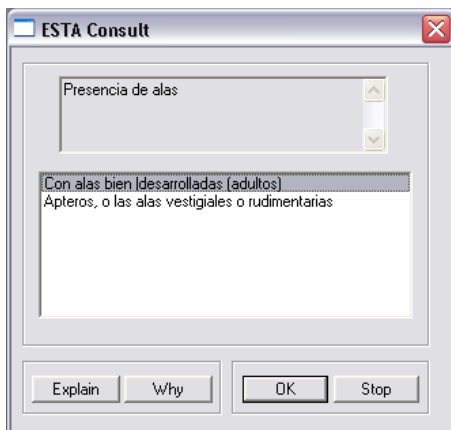 ESTA Consult
Presencia de alas
Con alas bien |desarrolladas (adultos)
Apteros, o las alas vestigiales o rudimentarias
Explain
Why
OK
Stop